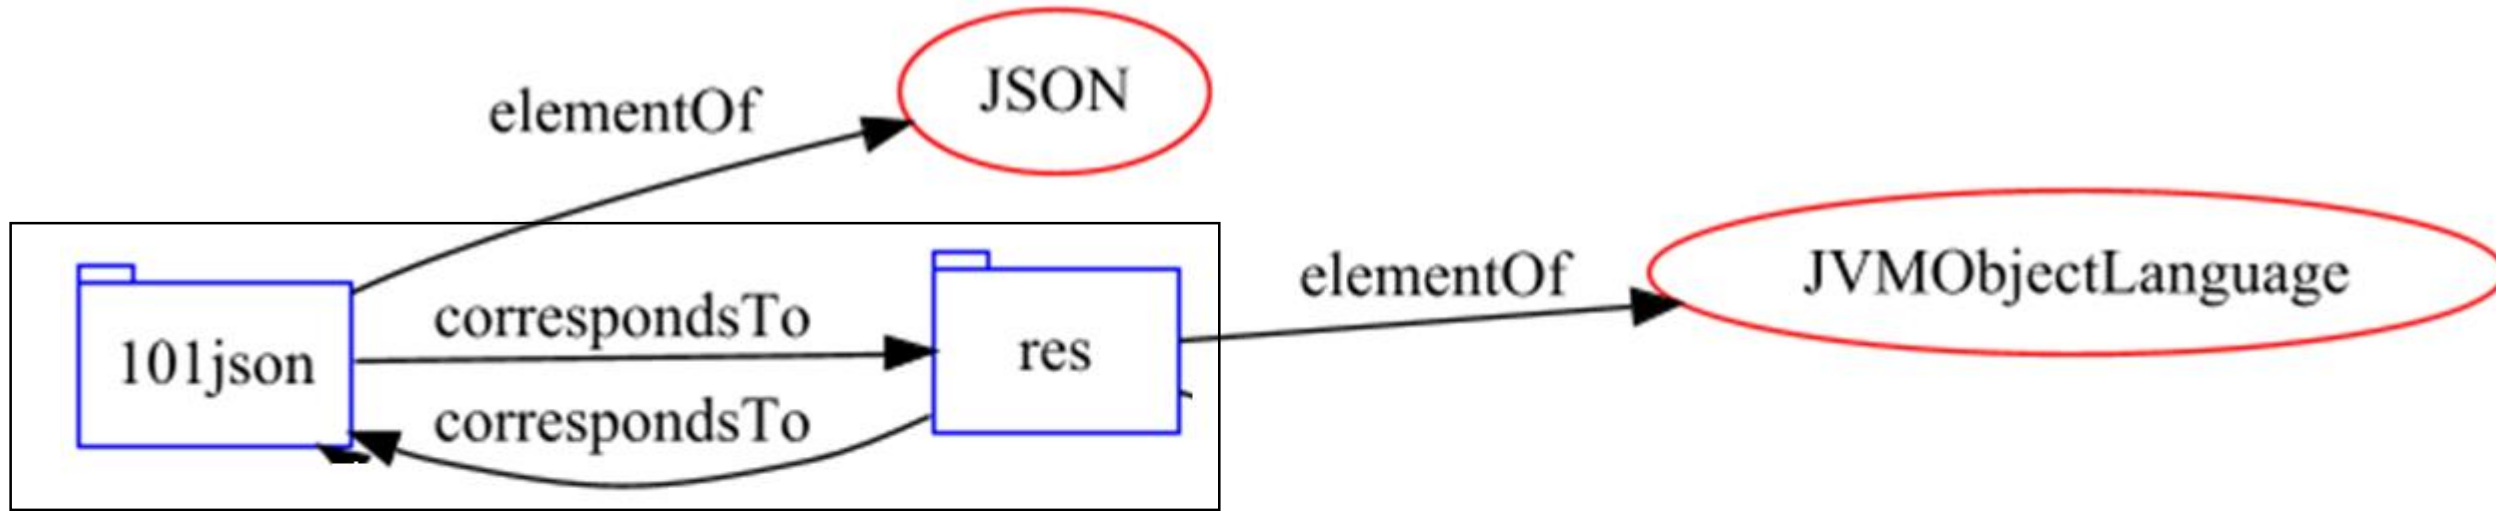 JSON
elementOf
JVMObjectLanguage
elementOf
correspondsTo
101json
res
correspondsTo